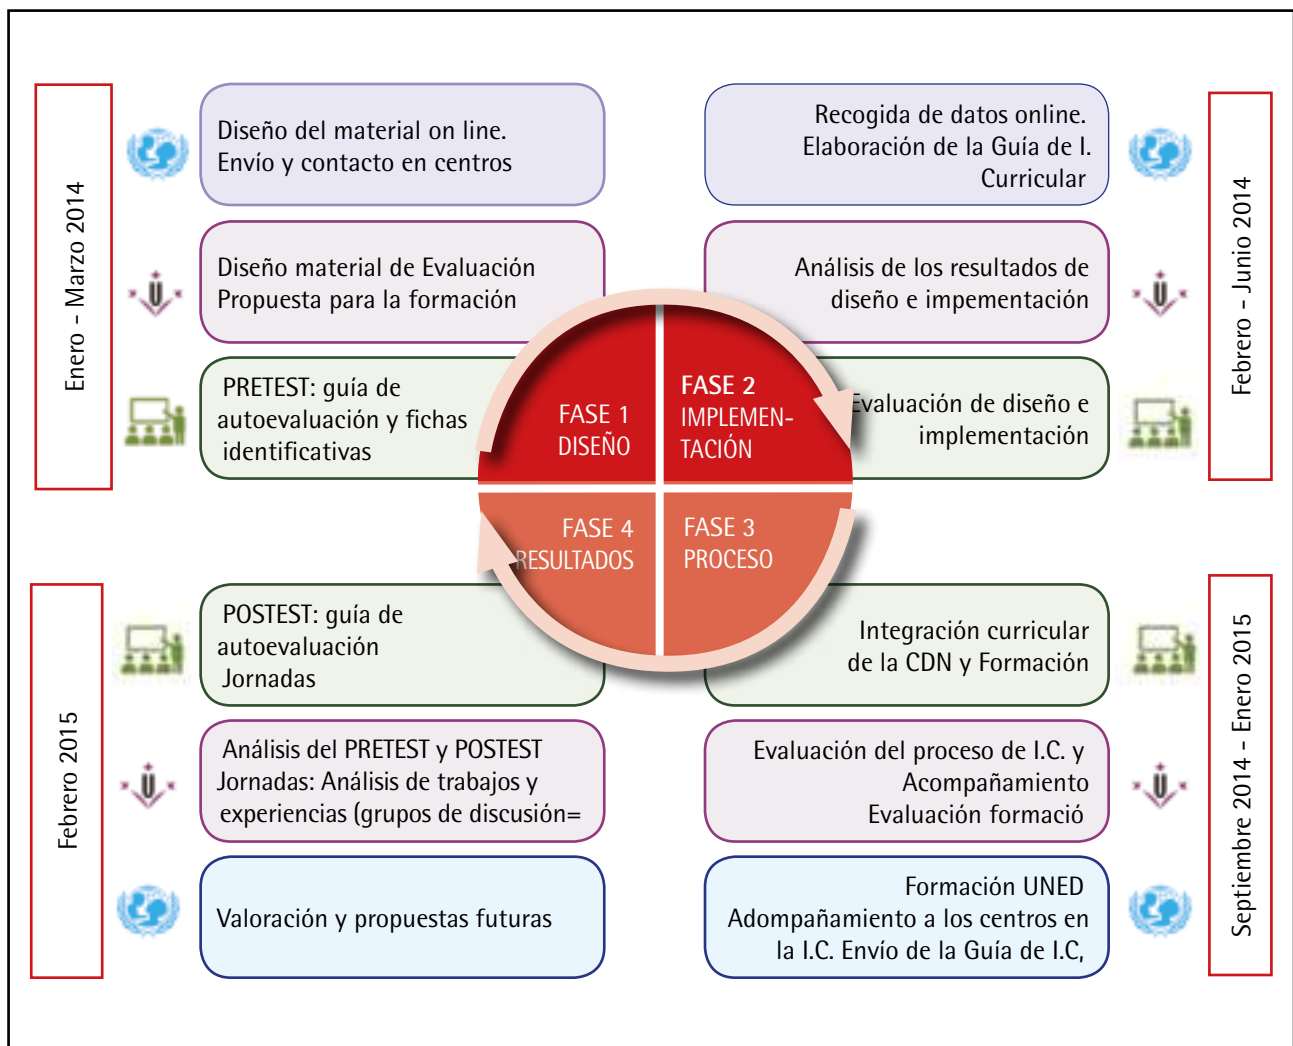 Enero - Marzo 2014
Diseño del material on line.
Envío y contacto en centros
Diseño material de Evaluación
Propuesta para la formación
PRETEST: guía de
autoevaluación y fichas
identificativas
Recogida de datos online.
Elaboración de la Guía de I.
Curricular
Análisis de los resultados de
diseño e impementación
Evaluación de diseño e
implementación
Febrero - Junio 2014
FASE 1
DISEÑO
FASE 2
IMPLEMEN-
TACIÓN
FASE 4
RESULTADOS
FASE 3
PROCESO
Febrero 2015
POSTEST: guía de
autoevaluación
Jornadas
Análisis del PRETEST y POSTEST
Jornadas: Análisis de trabajos y
experiencias (grupos de discusión=
Valoración y propuestas futuras
Integración curricular
de la CDN y Formación
Evaluación del proceso de I.C. y
Acompañamiento
Evaluación formació
Formación UNED
Adompañamiento a los centros en
la I.C. Envío de la Guía de I.C,
Septiembre 2014 - Enero 2015